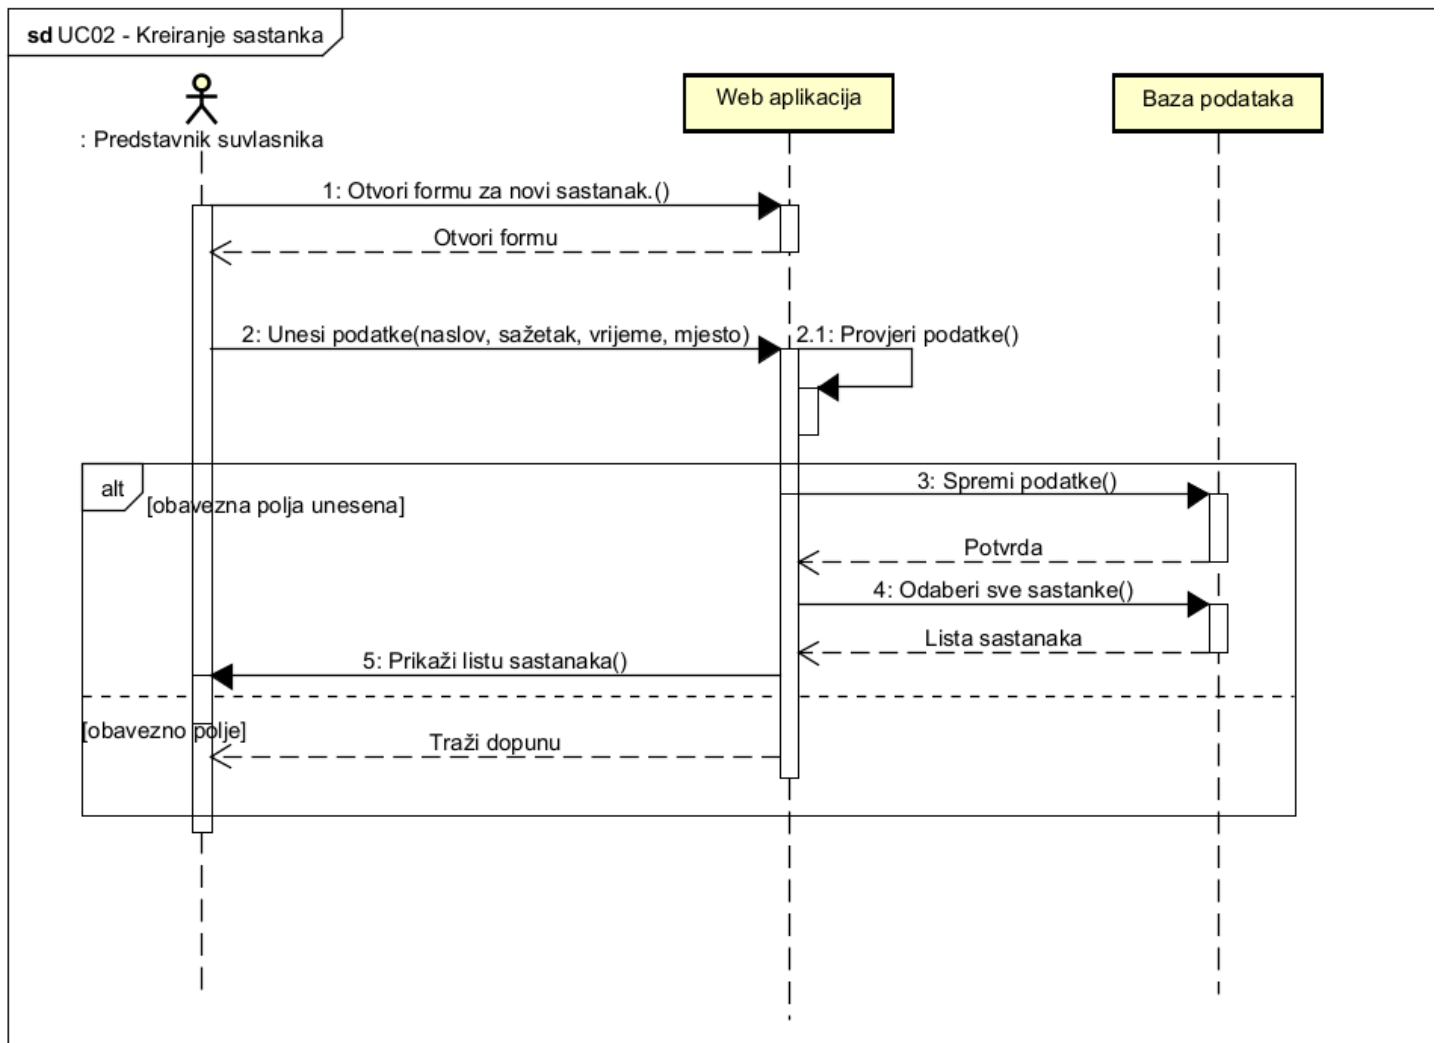 sd UC02 - Kreiranje sastanka
: Predstavnik suvlasnika
Web aplikacija
Baza podataka
1: Otvori formu za novi sastanak.()
Otvori formu
2: Unesi podatke(naslov, sažetak, vrijeme, mjesto)
2.1: Provjeri podatke()
alt
[obavezna polja unesena]
3: Spremi podatke()
Potvrda
4: Odaberi sve sastanke()
Lista sastanaka
5: Prikaži listu sastanaka()
[obavezno polje]
Traži dopunu